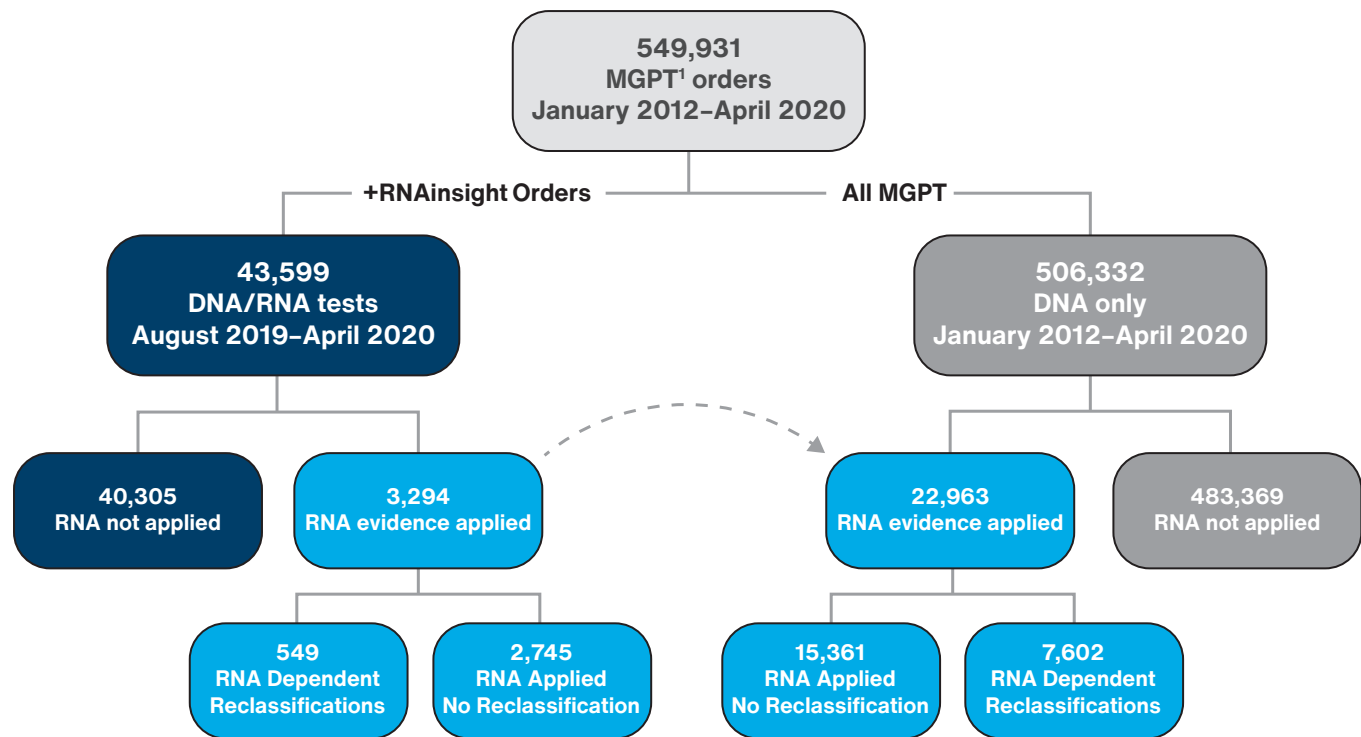 549,931
MGPT¹ orders
January 2012–April 2020
+RNAinsight Orders
All MGPT
43,599
DNA/RNA tests
August 2019–April 2020
506,332
DNA only
January 2012–April 2020
40,305
RNA not applied
3,294
RNA evidence applied
22,963
RNA evidence applied
483,369
RNA not applied
549
RNA Dependent
Reclassifications
2,745
RNA Applied
No Reclassification
15,361
RNA Applied
No Reclassification
7,602
RNA Dependent
Reclassifications